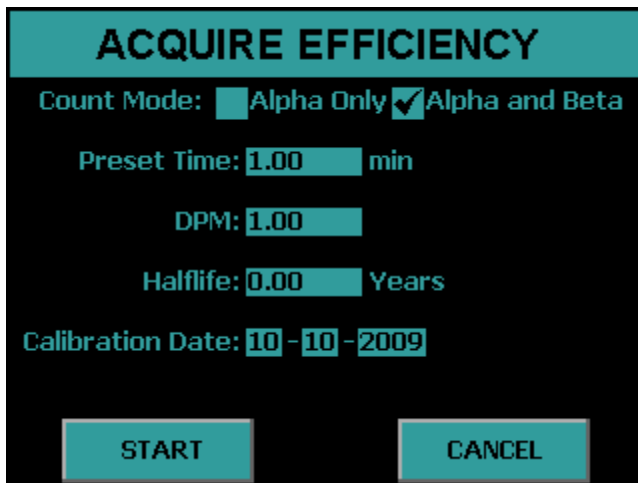 ACQUIRE EFFICIENCY
Count Mode: Alpha Only Alpha and Beta
Preset Time: 1.00 min
DPM: 1.00
Halflife: 0.00 Years
Calibration Date: 10 - 10 - 2009
START CANCEL